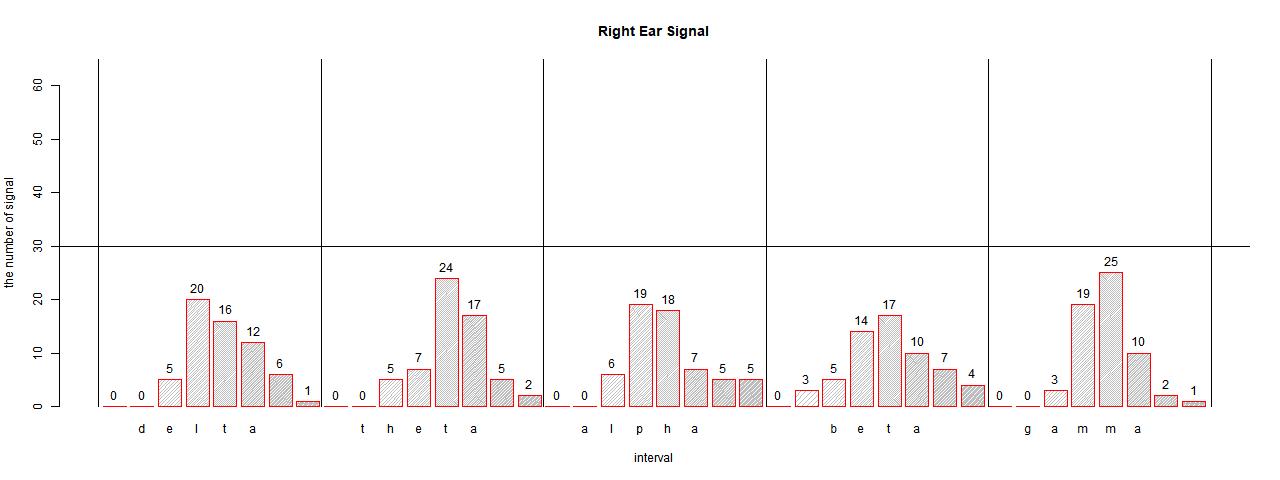 Right Ear Signal
the number of signal
60
50
40
30
20
10
0
0 0 5 20 16 12 6 1
0 0 5 7 24 17 5 2
0 0 6 19 18 7 5 5
0 3 5 14 17 10 7 4
0 0 3 19 25 10 2 1
d e l t a t h e t a a l p h a b e t a g a m m a
interval